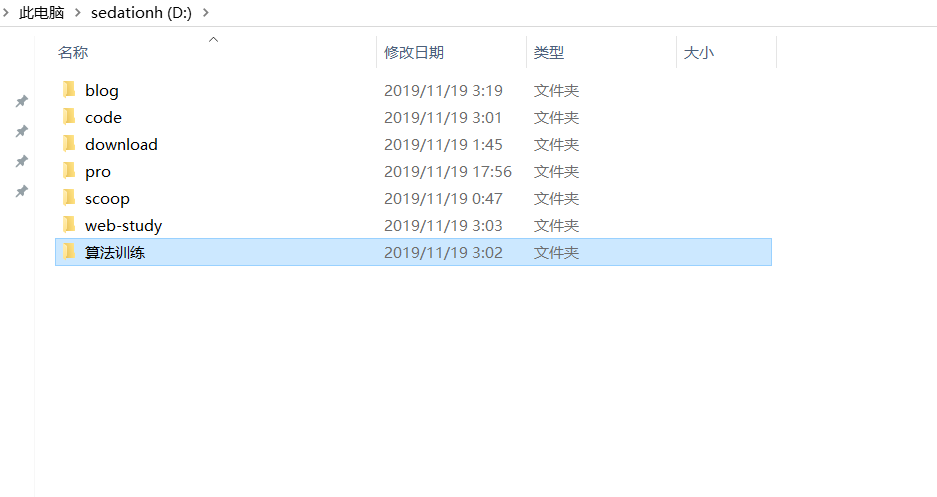 此电脑 > sedationh (D:) >
名称 修改日期 类型 大小
blog 2019/11/19 3:19 文件夹
code 2019/11/19 3:01 文件夹
download 2019/11/19 1:45 文件夹
pro 2019/11/19 17:56 文件夹
scoop 2019/11/19 0:47 文件夹
web-study 2019/11/19 3:03 文件夹
算法训练 2019/11/19 3:02 文件夹